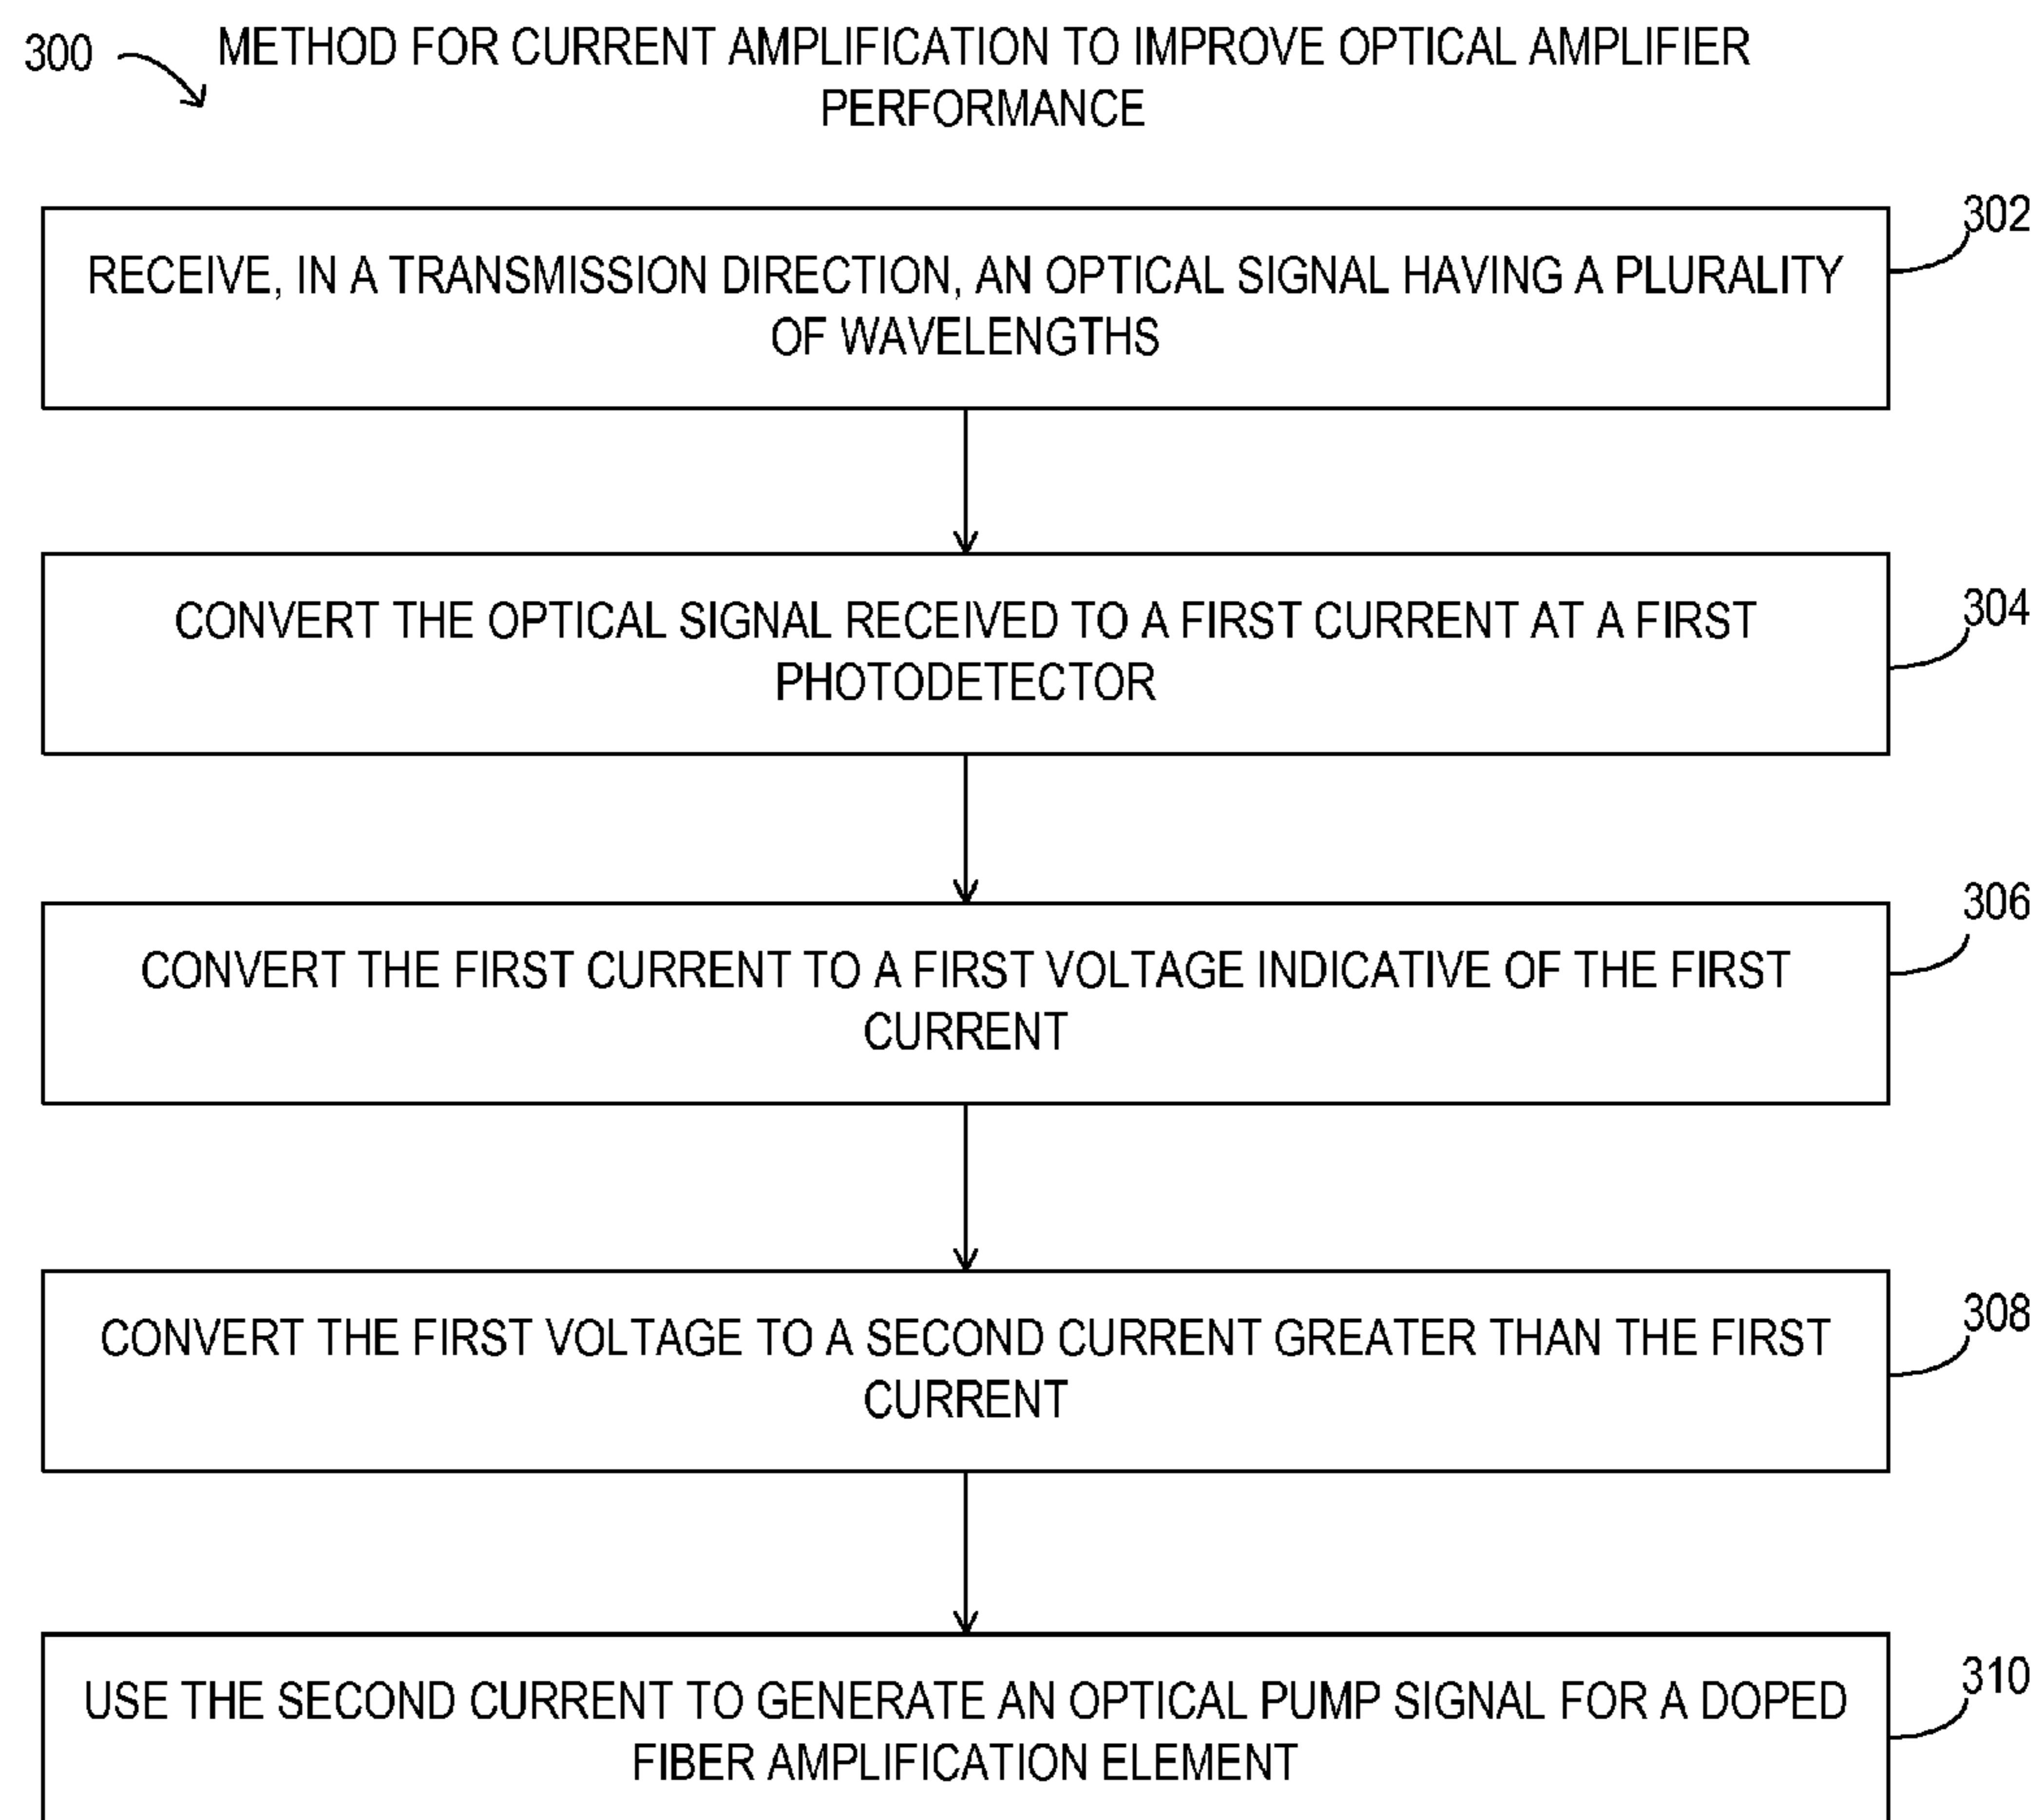 300
METHOD FOR CURRENT AMPLIFICATION TO IMPROVE OPTICAL AMPLIFIER
PERFORMANCE
302
RECEIVE, IN A TRANSMISSION DIRECTION, AN OPTICAL SIGNAL HAVING A PLURALITY
OF WAVELENGTHS
304
CONVERT THE OPTICAL SIGNAL RECEIVED TO A FIRST CURRENT AT A FIRST
PHOTODETECTOR
306
CONVERT THE FIRST CURRENT TO A FIRST VOLTAGE INDICATIVE OF THE FIRST
CURRENT
308
CONVERT THE FIRST VOLTAGE TO A SECOND CURRENT GREATER THAN THE FIRST
CURRENT
310
USE THE SECOND CURRENT TO GENERATE AN OPTICAL PUMP SIGNAL FOR A DOPED
FIBER AMPLIFICATION ELEMENT